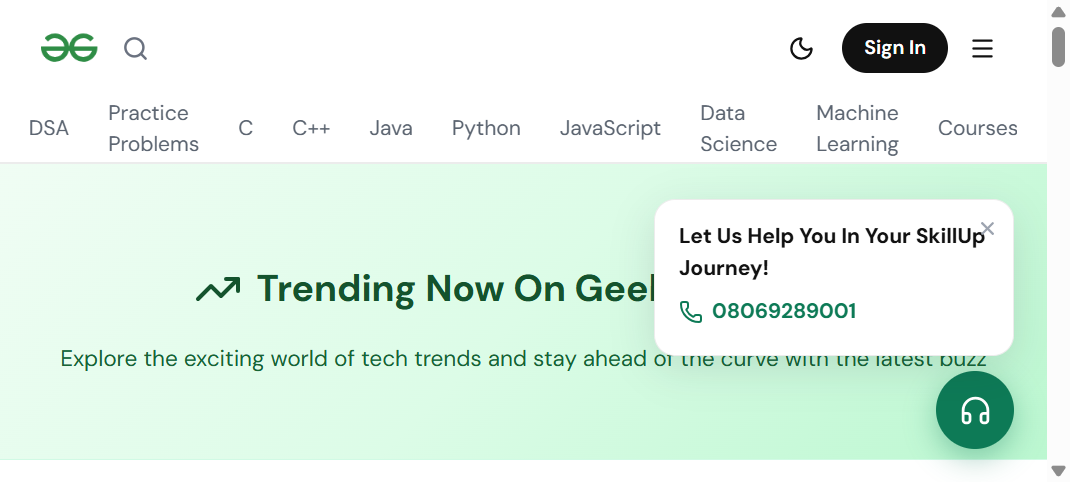 Sign In
DSA
Practice
Problems
C
C++
Java
Python
JavaScript
Data
Science
Machine
Learning
Courses
Let Us Help You In Your SkillUp
Journey!
08069289001
Trending Now On
Explore the exciting world of tech trends and stay ahead of the curve with the latest buzz